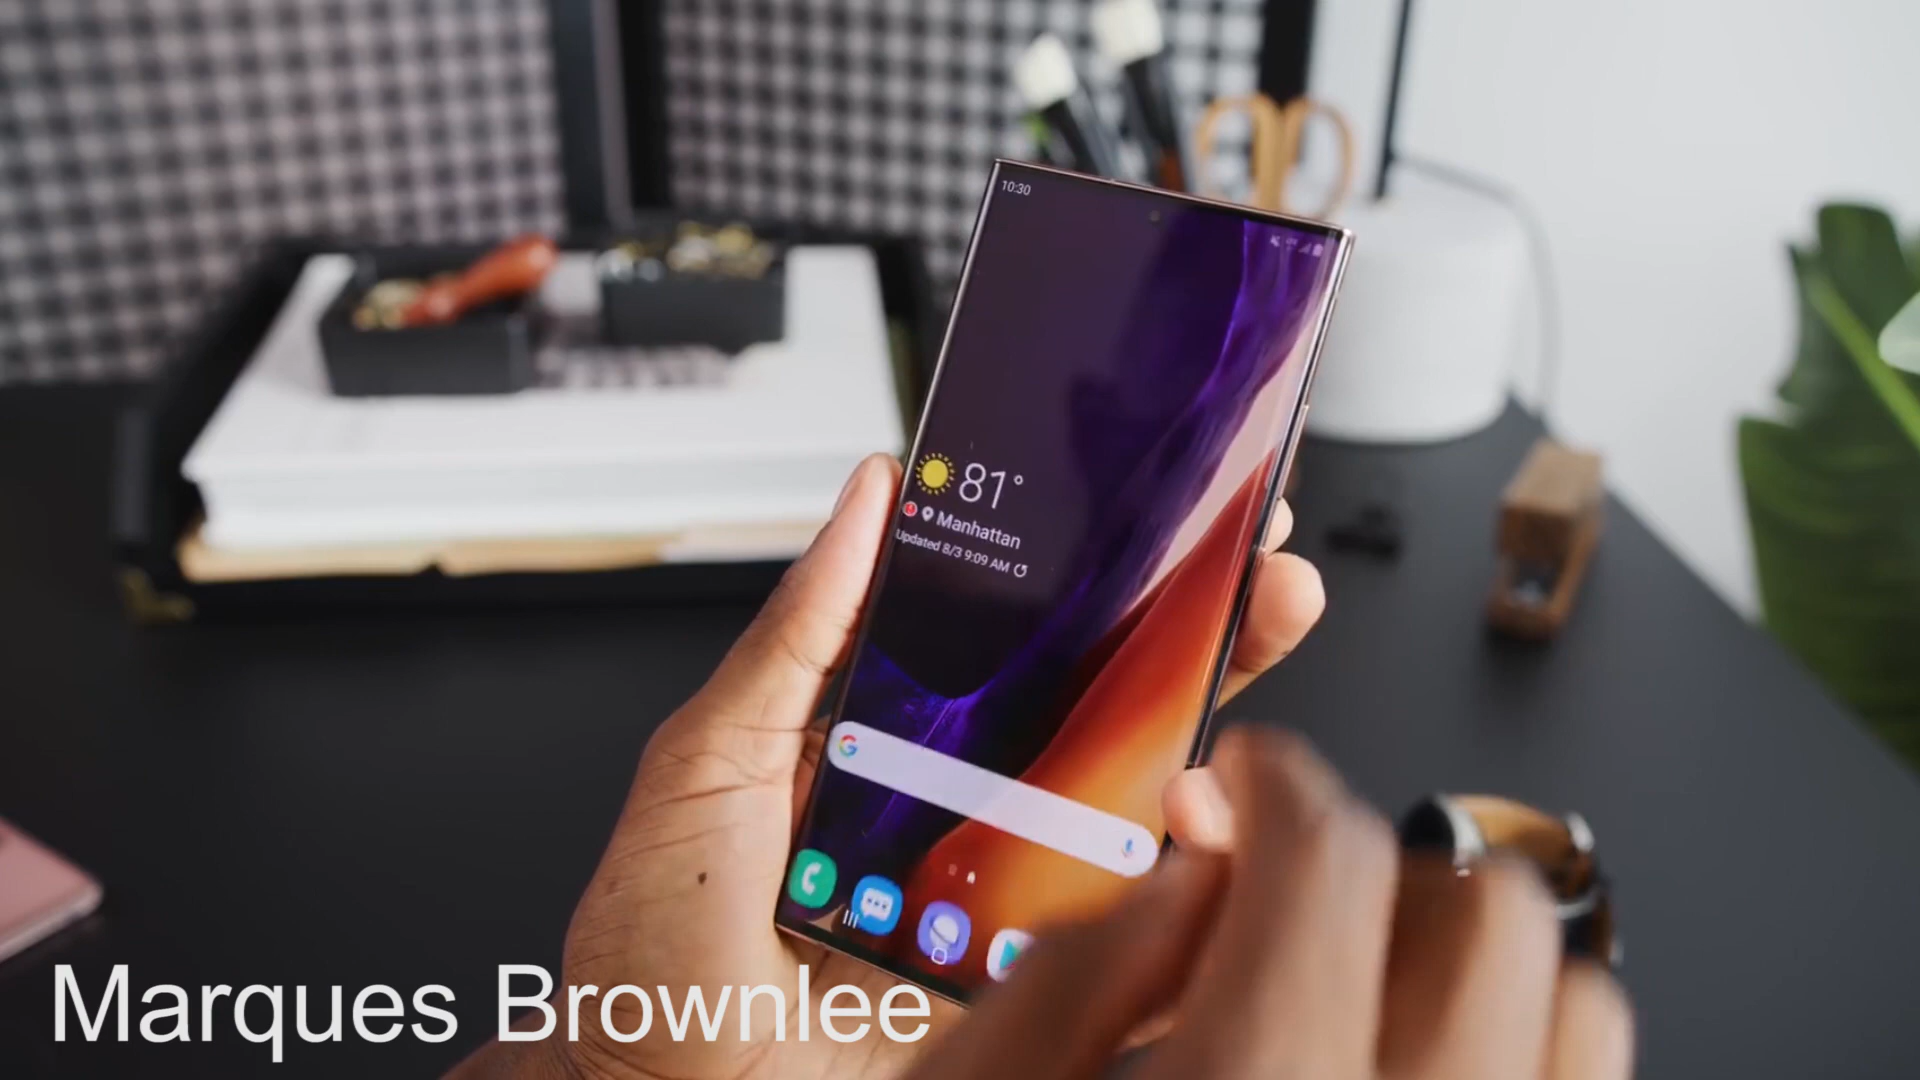 10:30
81°
Manhattan
Updated 8/3 9:09 AM
G
Marques Brownlee